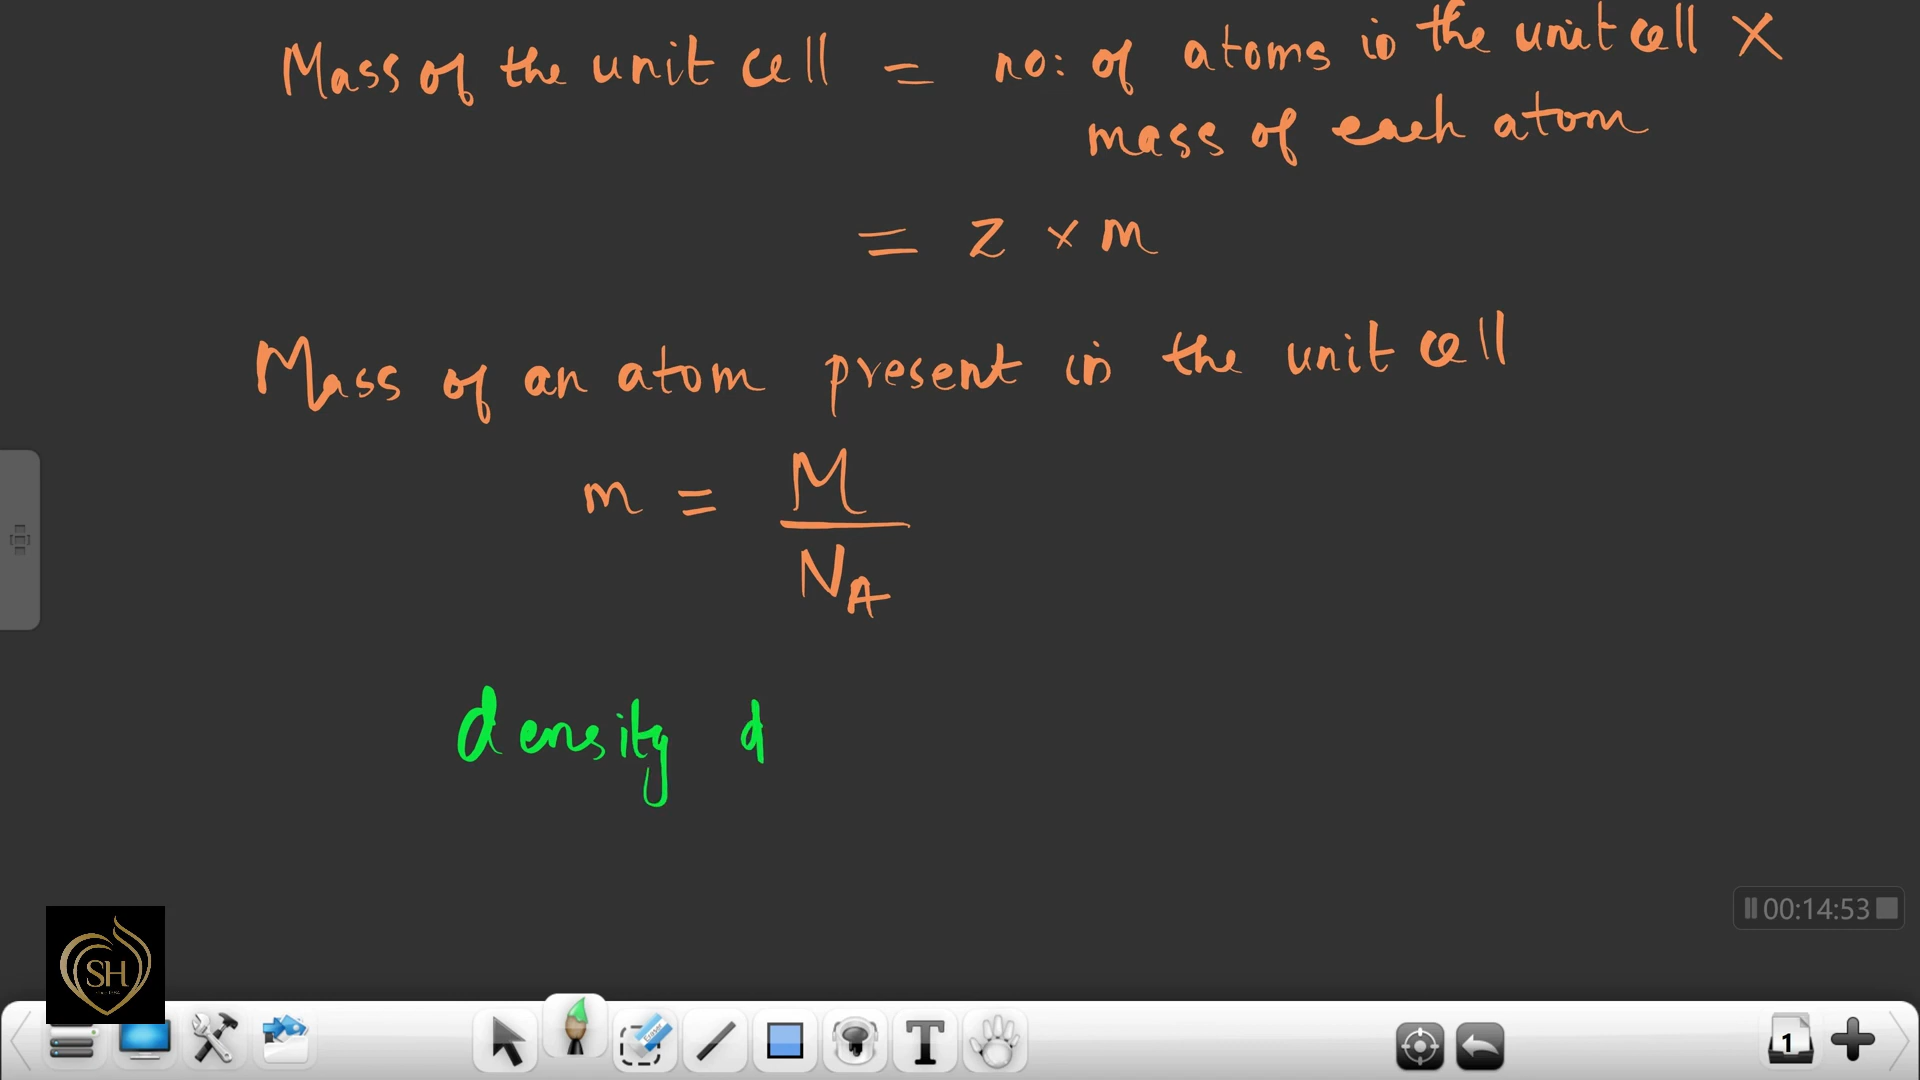 Mass of the unit cell = no: of atoms in the unit cell ×
mass of each atom
= z × m
Mass of an atom present in the unit cell
m = M
N_A
density d
00:14:53
SH
T
1